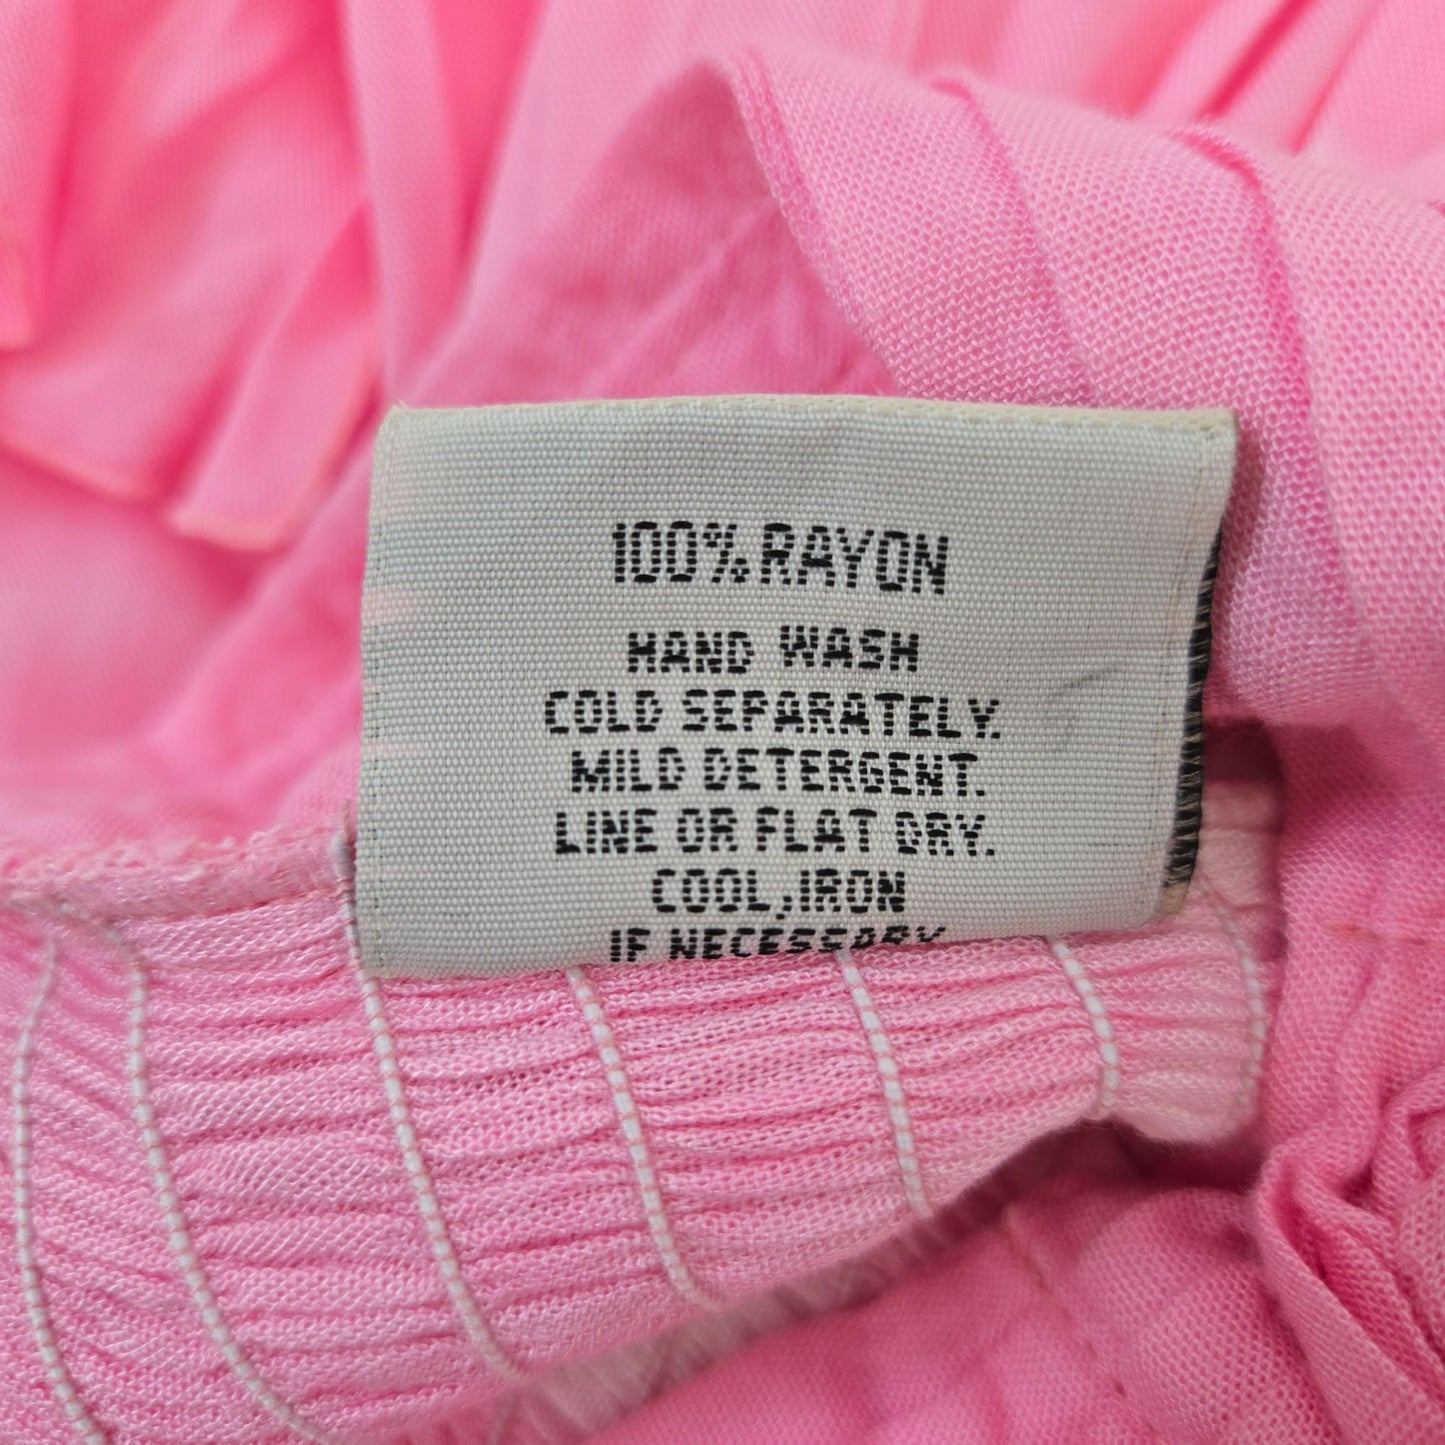 100% RAYON
HAND WASH
COLD SEPARATELY.
MILD DETERGENT.
LINE OR FLAT DRY.
COOL, IRON
IF NECESSARY